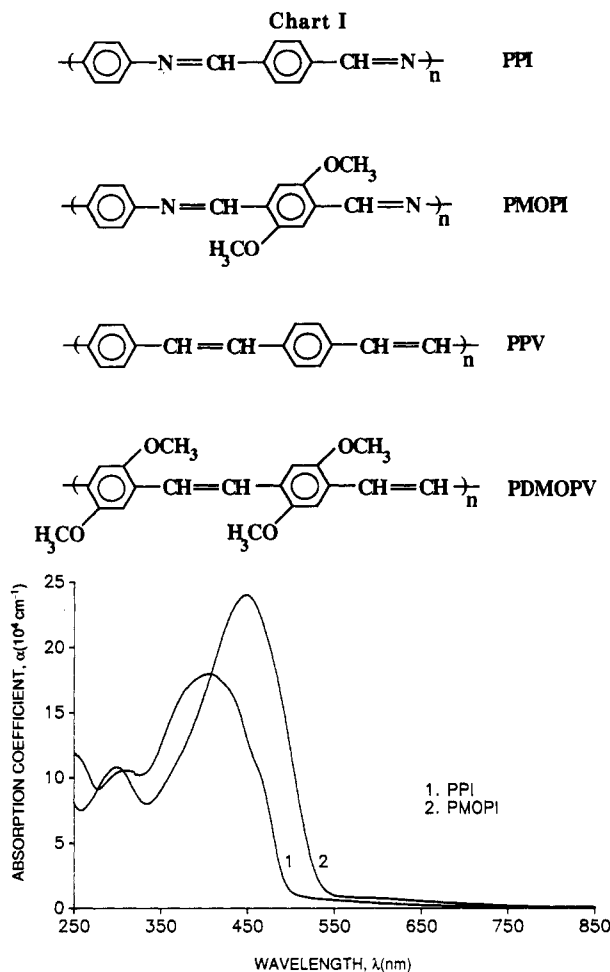 Chart I
N=CH CH=N n PPI
OCH₃
N=CH CH=N n PMOPI
H₃CO
CH=CH CH=CH n PPV
OCH₃ OCH₃
CH=CH CH=CH n PDMOPV
H₃CO H₃CO
ABSORPTION COEFFICIENT, α(10⁴ cm⁻¹)
25
20
15
10
5
0
1. PPI
2. PMOPI
1 2
250 350 450 550 650 750 850
WAVELENGTH, λ(nm)